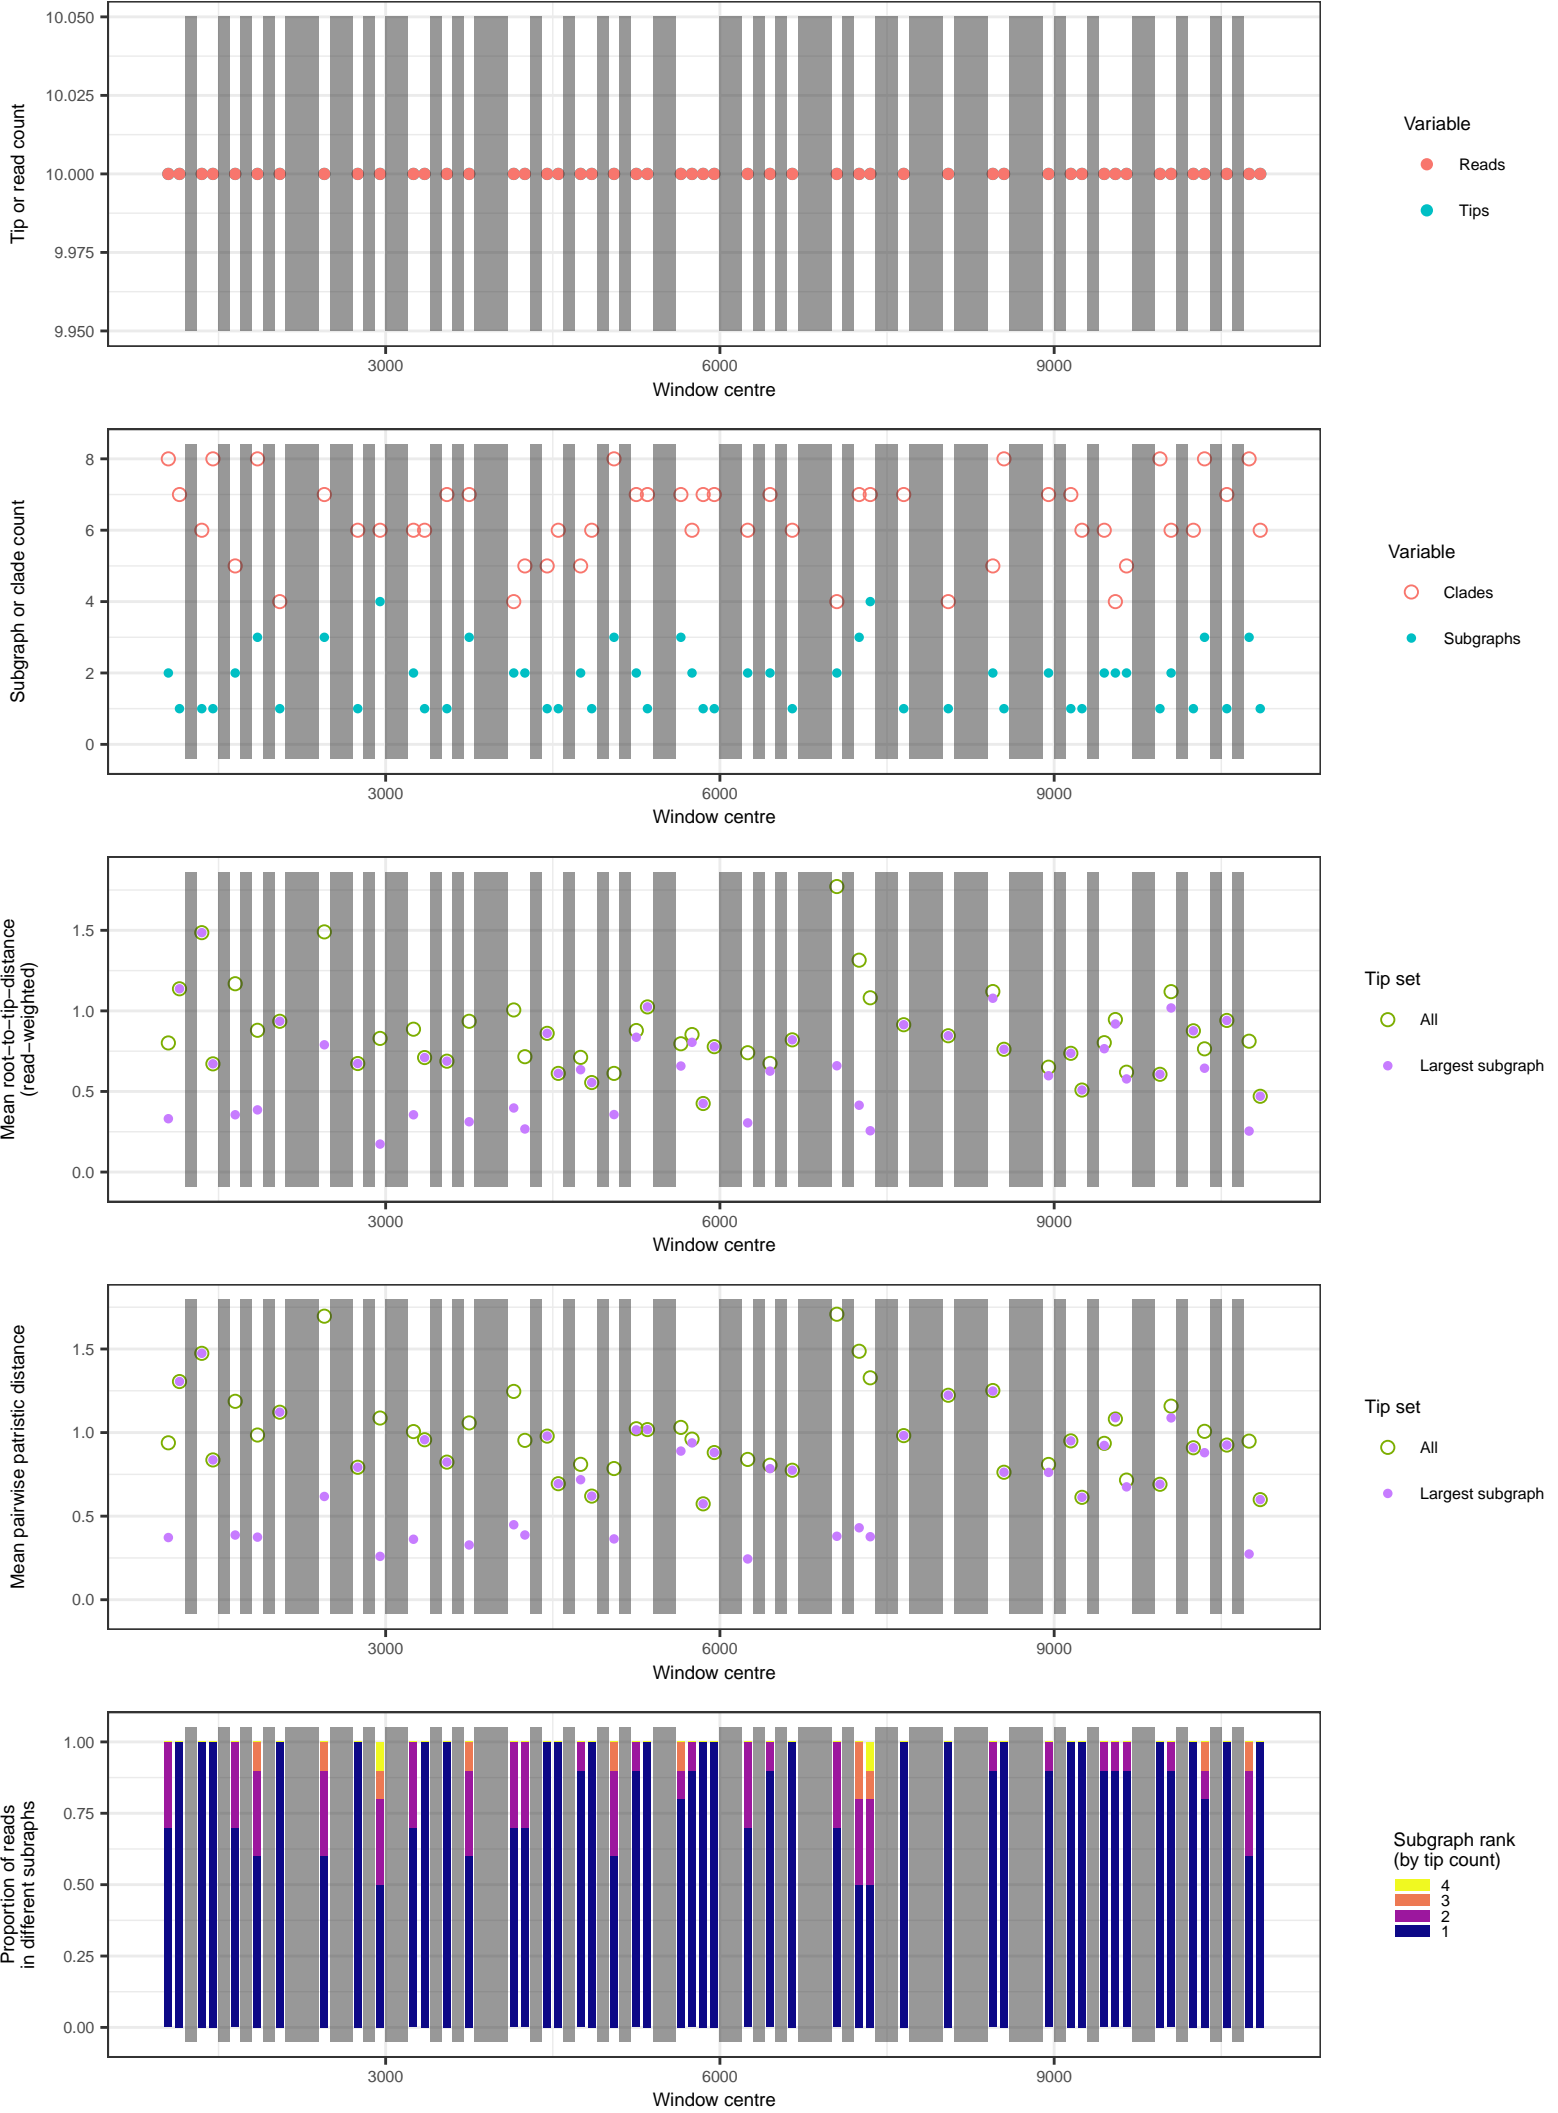 10.050
10.025
10.000
9.975
9.950
Tip or read count
3000
6000
9000
Window centre
Variable
Reads
Tips
8
6
4
2
0
Subgraph or clade count
3000
6000
9000
Window centre
Variable
Clades
Subgraphs
1.5
1.0
0.5
0.0
Mean root−to−tip−distance
(read−weighted)
3000
6000
9000
Window centre
Tip set
All
Largest subgraph
1.5
1.0
0.5
0.0
Mean pairwise patristic distance
3000
6000
9000
Window centre
Tip set
All
Largest subgraph
1.00
0.75
0.50
0.25
0.00
Proportion of reads
in different subraphs
3000
6000
9000
Window centre
Subgraph rank
(by tip count)
4
3
2
1